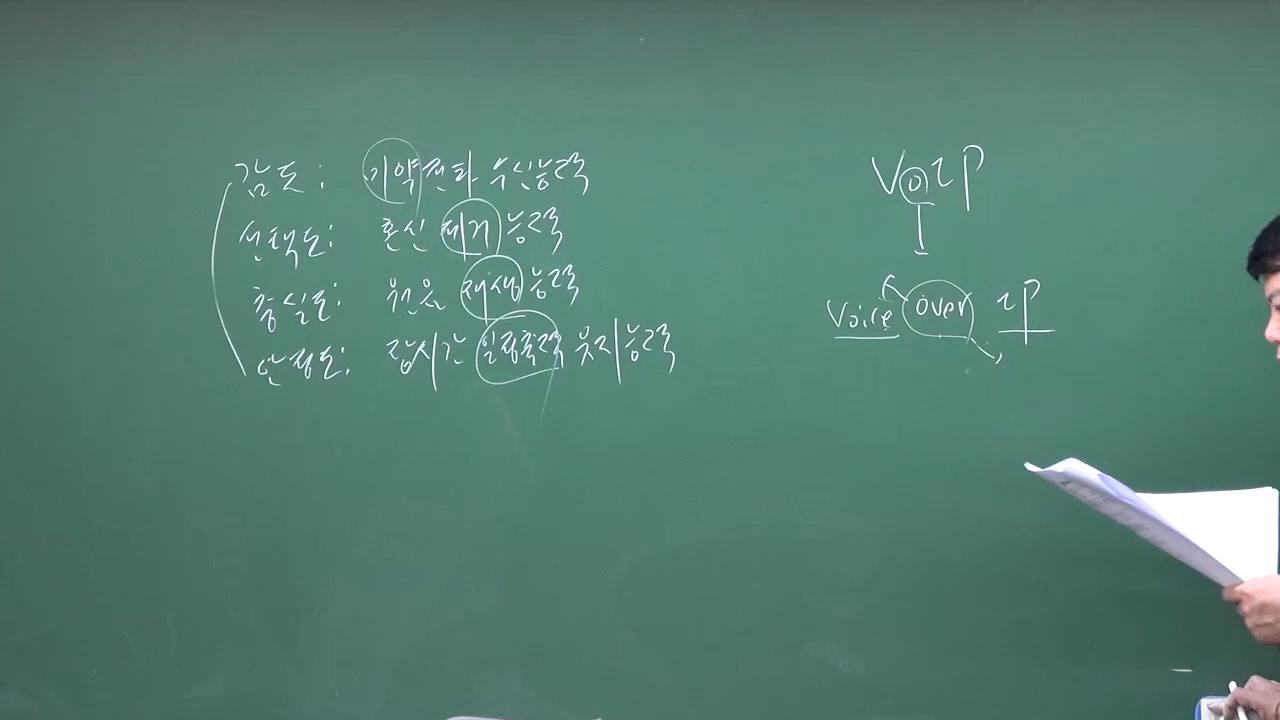 감도: 미약전파 수신능력
선택도: 혼신 제거 능력
충실도: 원음 재생 능력
안정도: 장시간 일정출력 유지능력
VoIP
Voice over IP